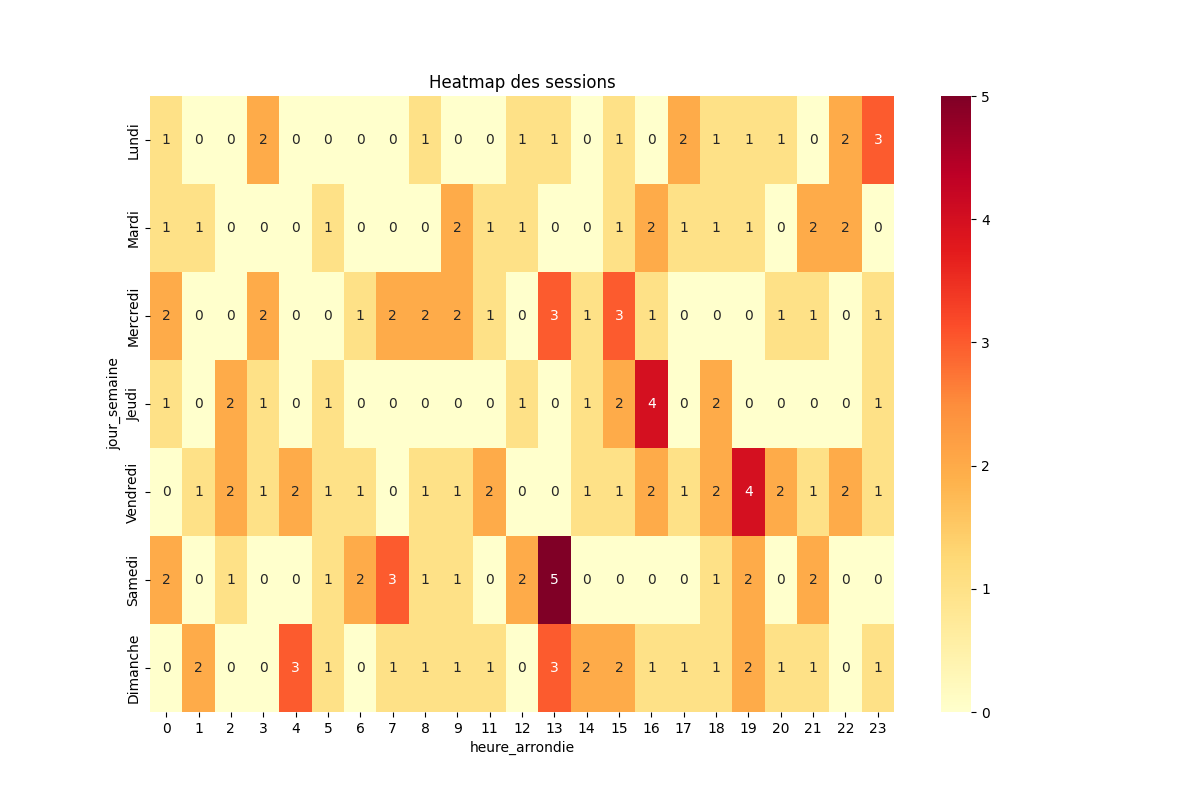 Heatmap des sessions
jour_semaine
Lundi 1 0 0 2 0 0 0 0 1 0 0 1 1 0 1 0 2 1 1 1 0 2 3
Mardi 1 1 0 0 0 1 0 0 0 2 1 1 0 0 1 2 1 1 1 0 2 2 0
Mercredi 2 0 0 2 0 0 1 2 2 2 1 0 3 1 3 1 0 0 0 1 1 0 1
Jeudi 1 0 2 1 0 1 0 0 0 0 0 1 0 1 2 4 0 2 0 0 0 0 1
Vendredi 0 1 2 1 2 1 1 0 1 1 2 0 0 1 1 2 1 2 4 2 1 2 1
Samedi 2 0 1 0 0 1 2 3 1 1 0 2 5 0 0 0 0 1 2 0 2 0 0
Dimanche 0 2 0 0 3 1 0 1 1 1 1 0 3 2 2 1 1 1 2 1 1 0 1
0 1 2 3 4 5 6 7 8 9 11 12 13 14 15 16 17 18 19 20 21 22 23
heure_arrondie
5
4
3
2
1
0